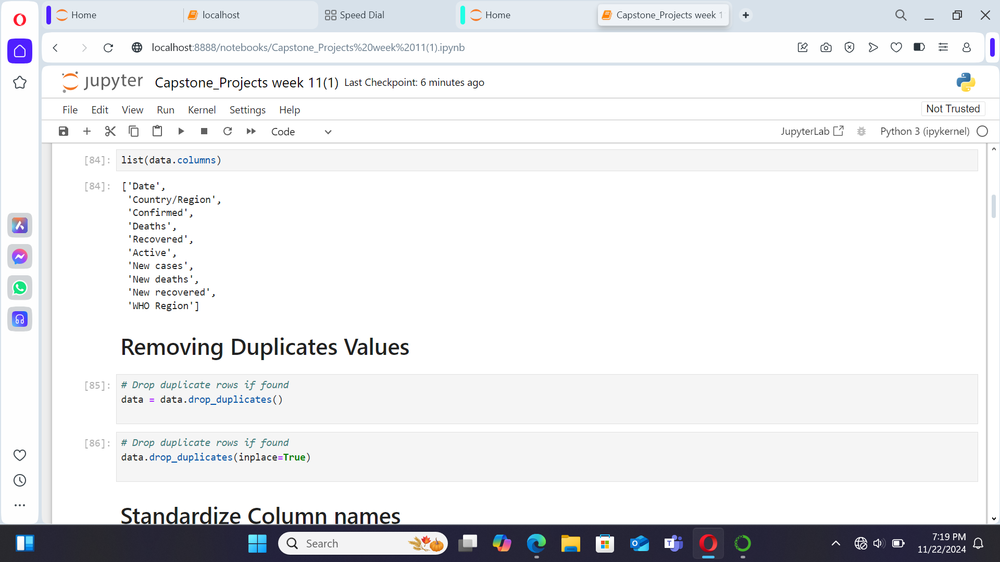 Home
localhost
Speed Dial
Home
Capstone_Projects week 1
localhost:8888/notebooks/Capstone_Projects%20week%2011(1).ipynb
jupyter
Capstone_Projects week 11(1)
Last Checkpoint: 6 minutes ago
File
Edit
View
Run
Kernel
Settings
Help
Not Trusted
Code
JupyterLab
Python 3 (ipykernel)
[84]:
list(data.columns)
[84]:
['Date',
'Country/Region',
'Confirmed',
'Deaths',
'Recovered',
'Active',
'New cases',
'New deaths',
'New recovered',
'WHO Region']
Removing Duplicates Values
[85]:
# Drop duplicate rows if found
data = data.drop_duplicates()
[86]:
# Drop duplicate rows if found
data.drop_duplicates(inplace=True)
Standardize Column names
Search
7:19 PM
11/22/2024